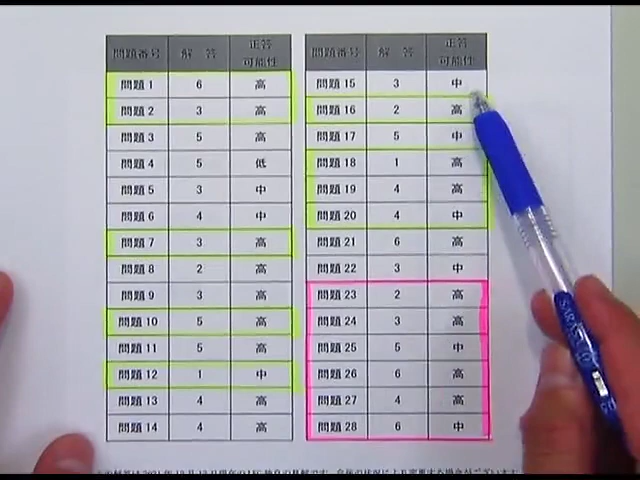 問題番号 解 答 正答可能性
問題1 6 高
問題2 3 高
問題3 5 高
問題4 5 低
問題5 3 中
問題6 4 中
問題7 3 高
問題8 2 高
問題9 3 高
問題10 5 高
問題11 5 高
問題12 1 中
問題13 4 高
問題14 4 高
問題番号 解 答 正答可能性
問題15 3 中
問題16 2 高
問題17 5 中
問題18 1 高
問題19 4 高
問題20 4 中
問題21 6 高
問題22 3 中
問題23 2 高
問題24 3 高
問題25 5 中
問題26 6 高
問題27 4 高
問題28 6 中
SARASA